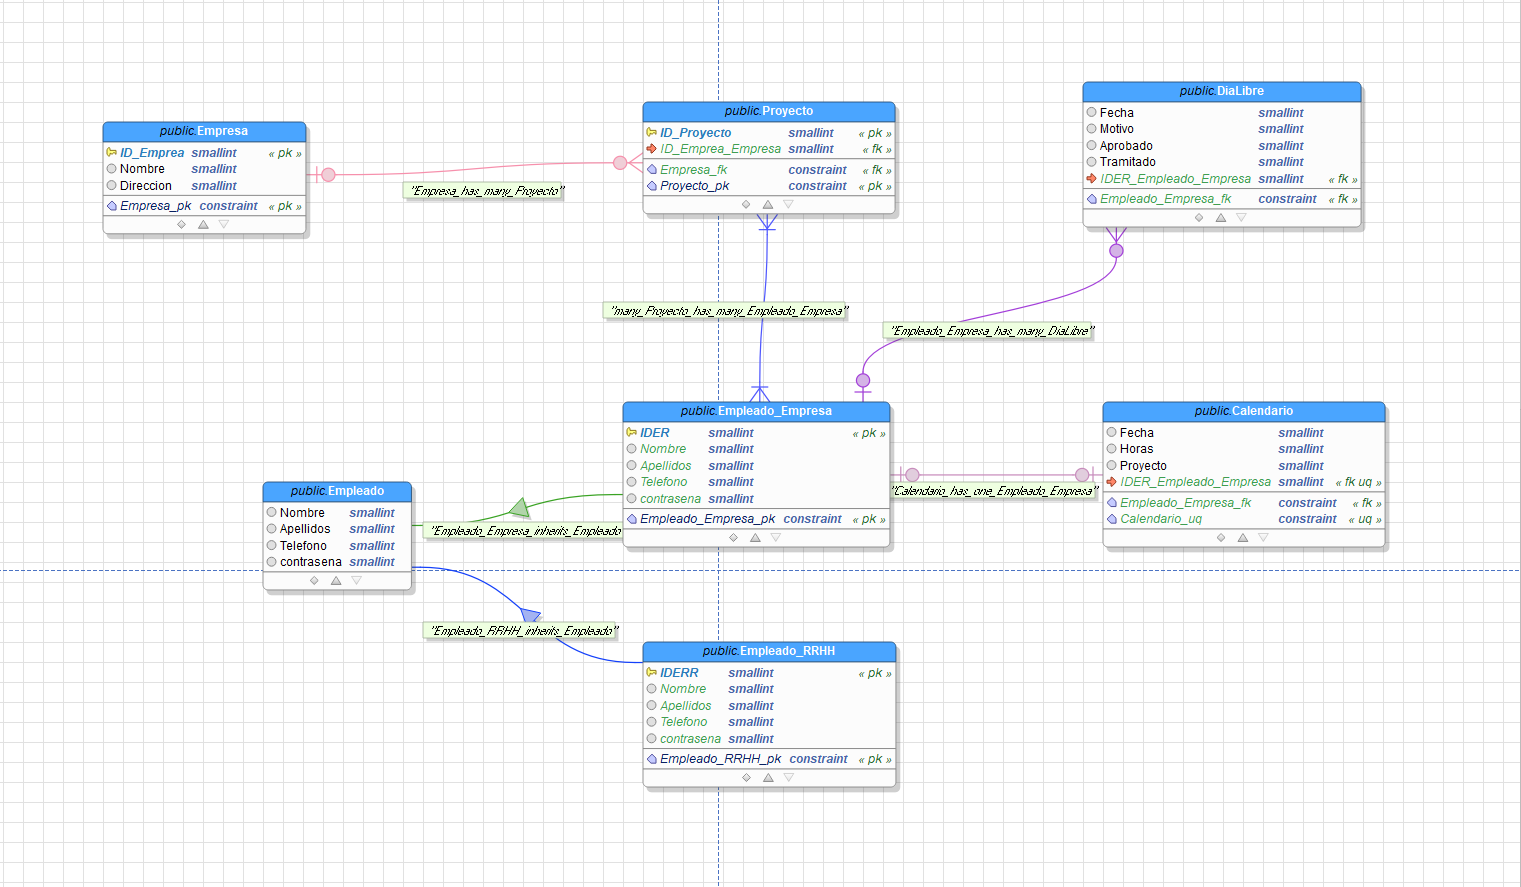 public.Empresa
ID_Emprea smallint « pk »
Nombre smallint
Direccion smallint
Empresa_pk constraint « pk »
"Empresa_has_many_Proyecto"
public.Proyecto
ID_Proyecto smallint « pk »
ID_Emprea_Empresa smallint « fk »
Empresa_fk constraint « fk »
Proyecto_pk constraint « pk »
public.DiaLibre
Fecha smallint
Motivo smallint
Aprobado smallint
Tramitado smallint
IDER_Empleado_Empresa smallint « fk »
Empleado_Empresa_fk constraint « fk »
"many_Proyecto_has_many_Empleado_Empresa"
"Empleado_Empresa_has_many_DiaLibre"
public.Empleado_Empresa
IDER smallint « pk »
Nombre smallint
Apellidos smallint
Telefono smallint
contrasena smallint
Empleado_Empresa_pk constraint « pk »
"Calendario_has_one_Empleado_Empresa"
public.Calendario
Fecha smallint
Horas smallint
Proyecto smallint
IDER_Empleado_Empresa smallint « fk uq »
Empleado_Empresa_fk constraint « fk »
Calendario_uq constraint « uq »
public.Empleado
Nombre smallint
Apellidos smallint
Telefono smallint
contrasena smallint
"Empleado_Empresa_inherits_Empleado
"Empleado_RRHH_inherits_Empleado"
public.Empleado_RRHH
IDERR smallint « pk »
Nombre smallint
Apellidos smallint
Telefono smallint
contrasena smallint
Empleado_RRHH_pk constraint « pk »